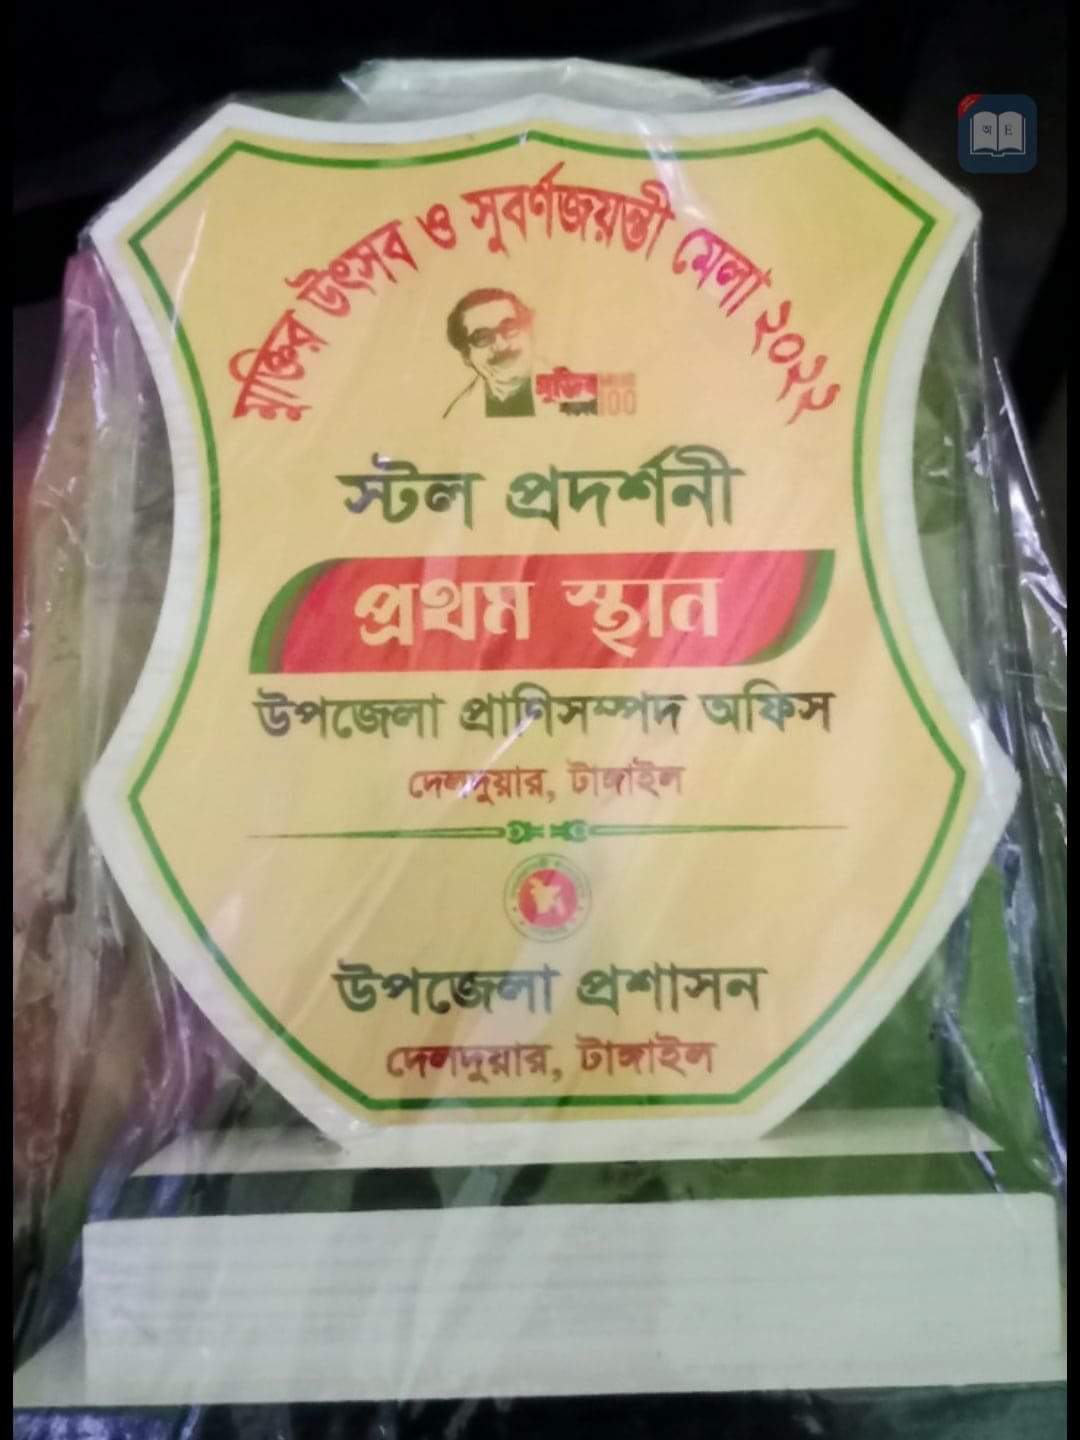 মুক্তির উৎসব ও সুবর্ণজয়ন্তী মেলা ২০২২
মুজিব
100
স্টল প্রদর্শনী
প্রথম স্থান
উপজেলা প্রাণিসম্পদ অফিস
দেলদুয়ার, টাঙ্গাইল
উপজেলা প্রশাসন
দেলদুয়ার, টাঙ্গাইল